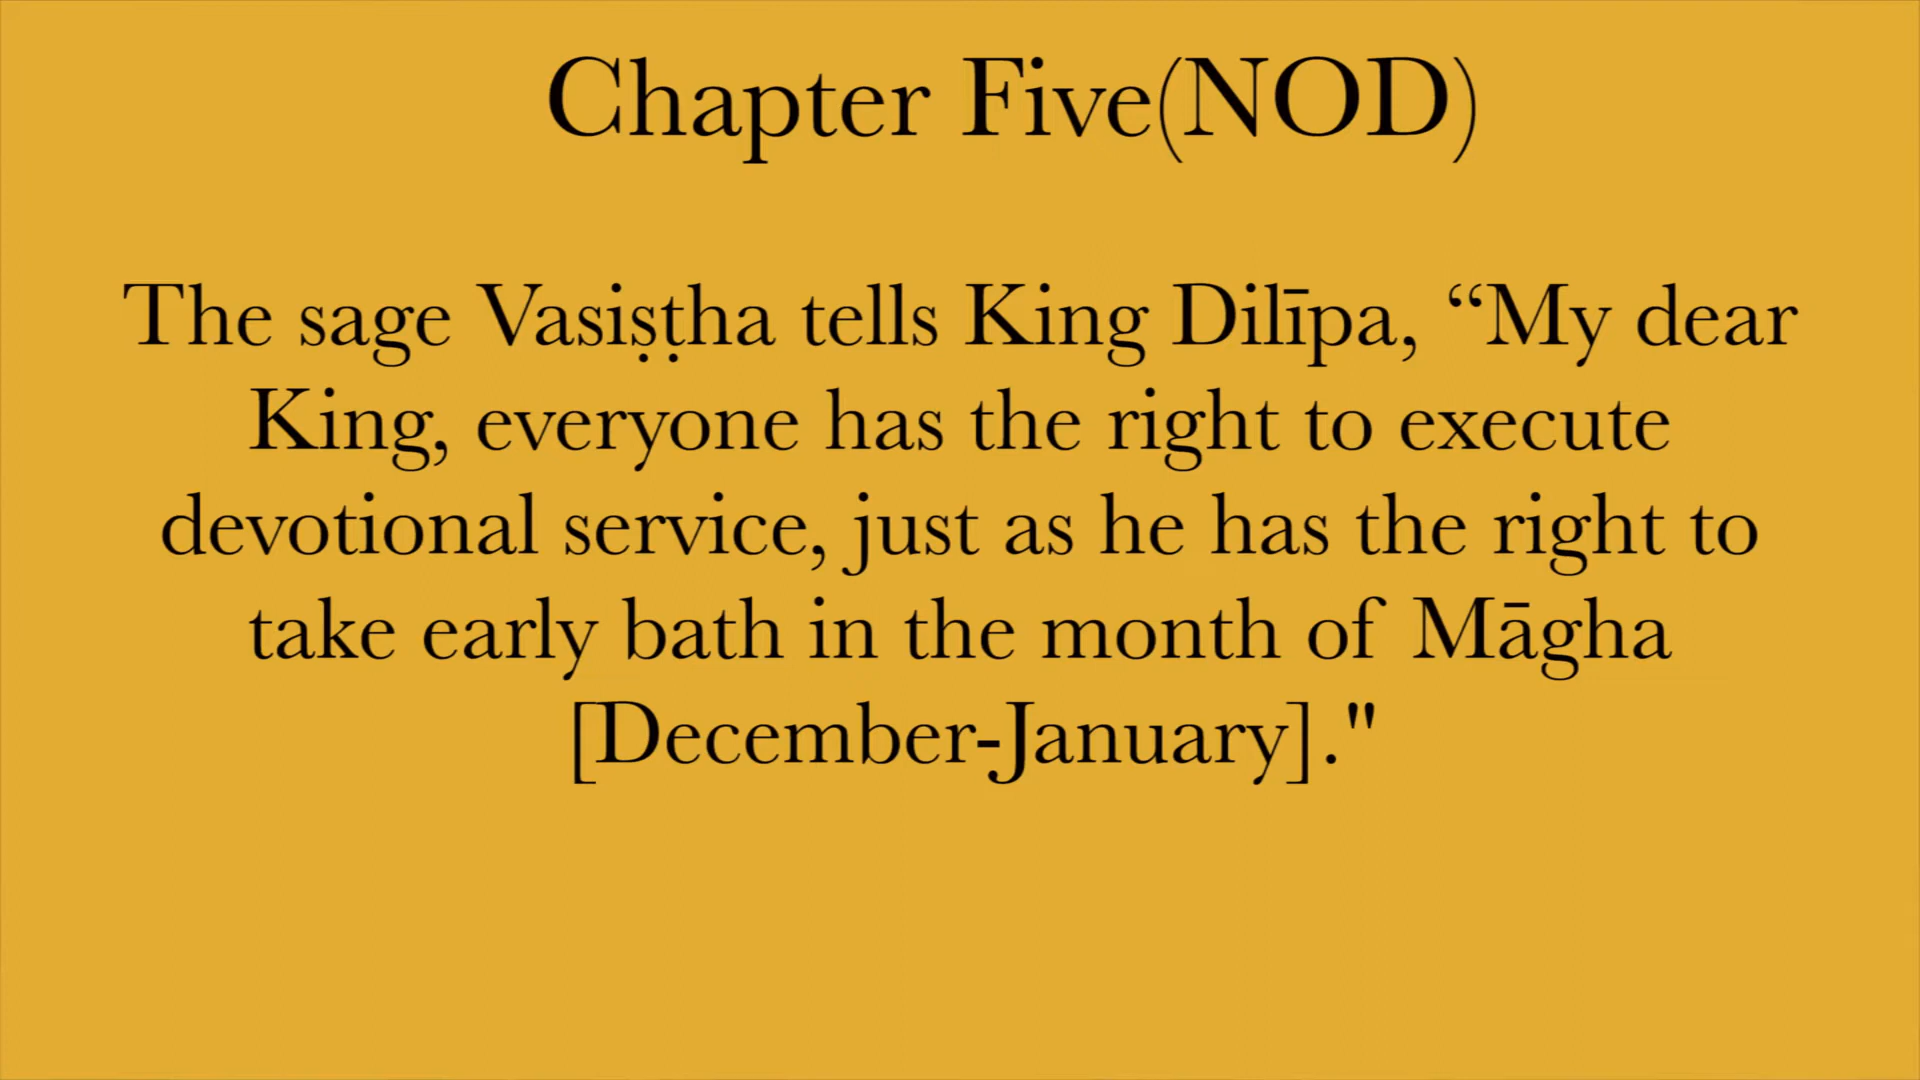 Chapter Five(NOD)
The sage Vasiṣṭha tells King Dilīpa, “My dear
King, everyone has the right to execute
devotional service, just as he has the right to
take early bath in the month of Māgha
[December-January]."